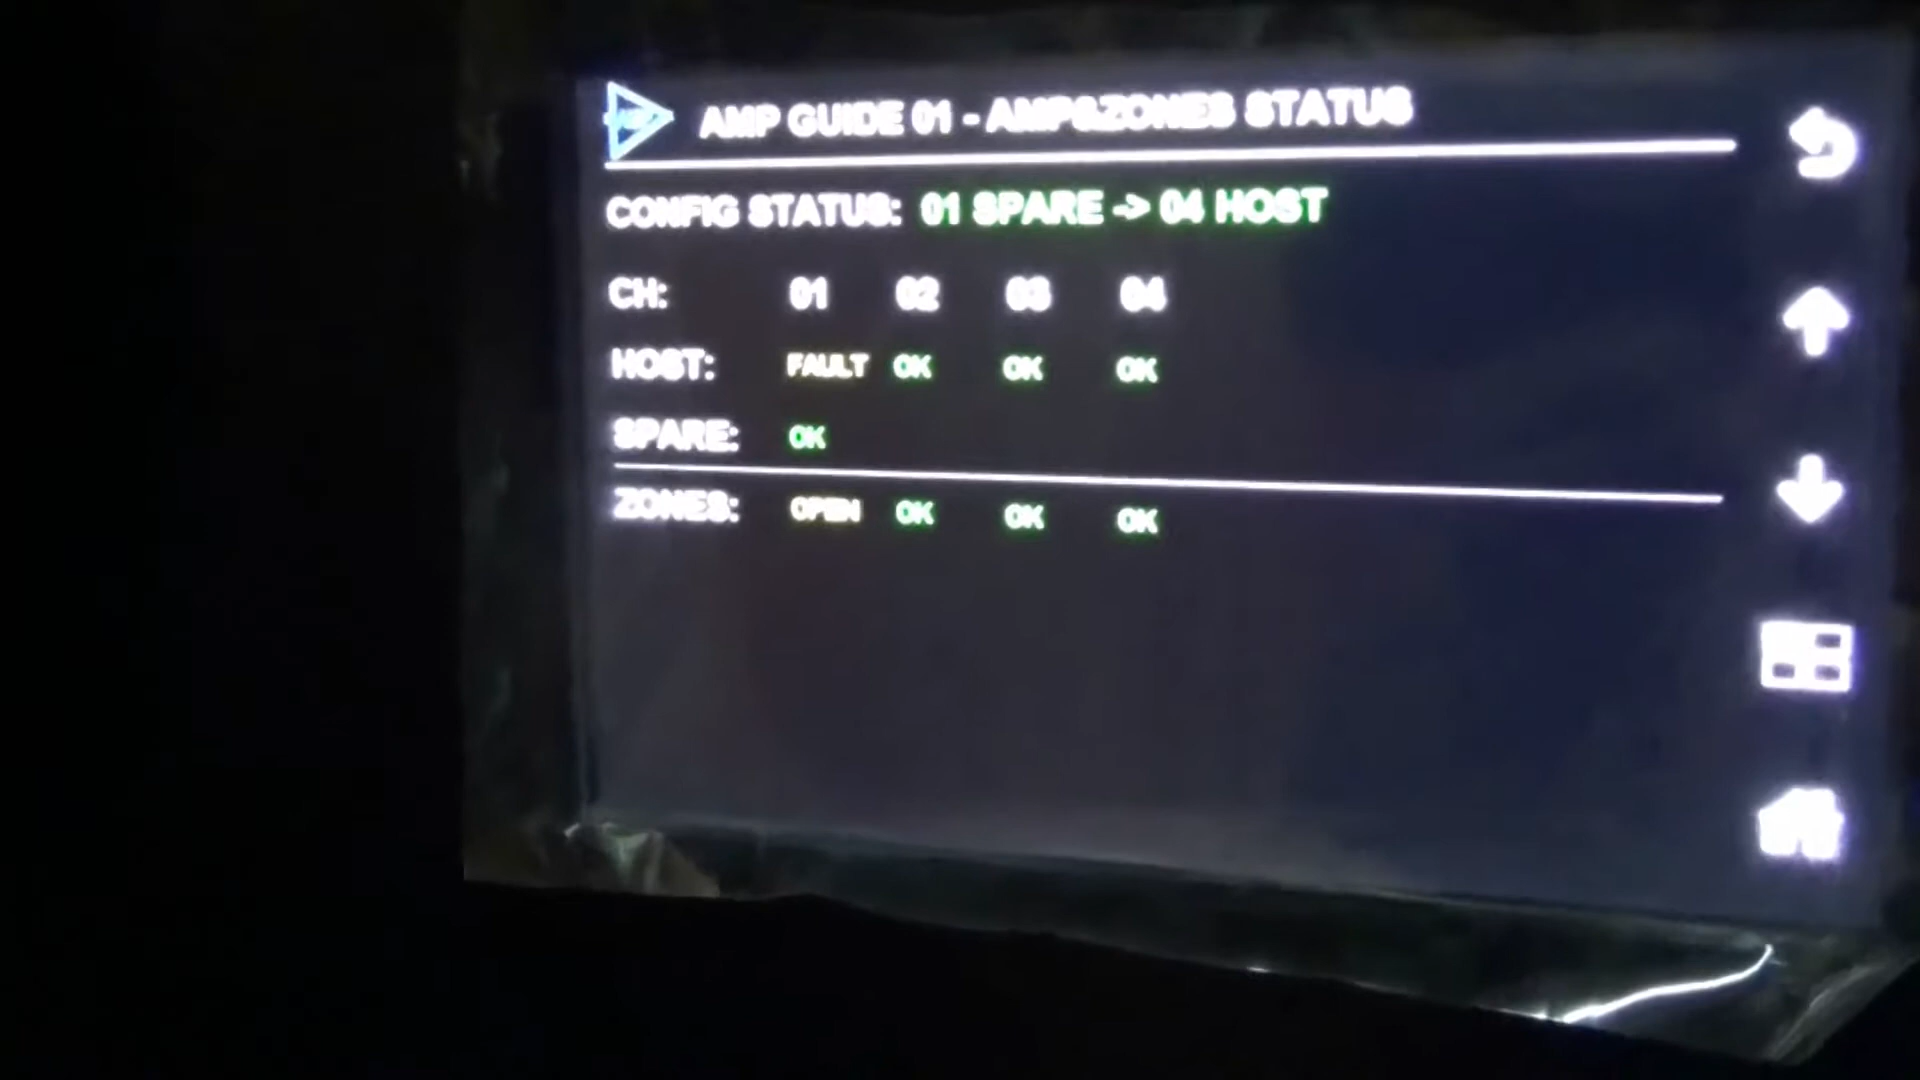 AMP GUIDE 01 - AMP&ZONES STATUS
CONFIG STATUS: 01 SPARE -> 04 HOST
CH: 01 02 03 04
HOST: FAULT OK OK OK
SPARE: OK
ZONES: OPEN OK OK OK